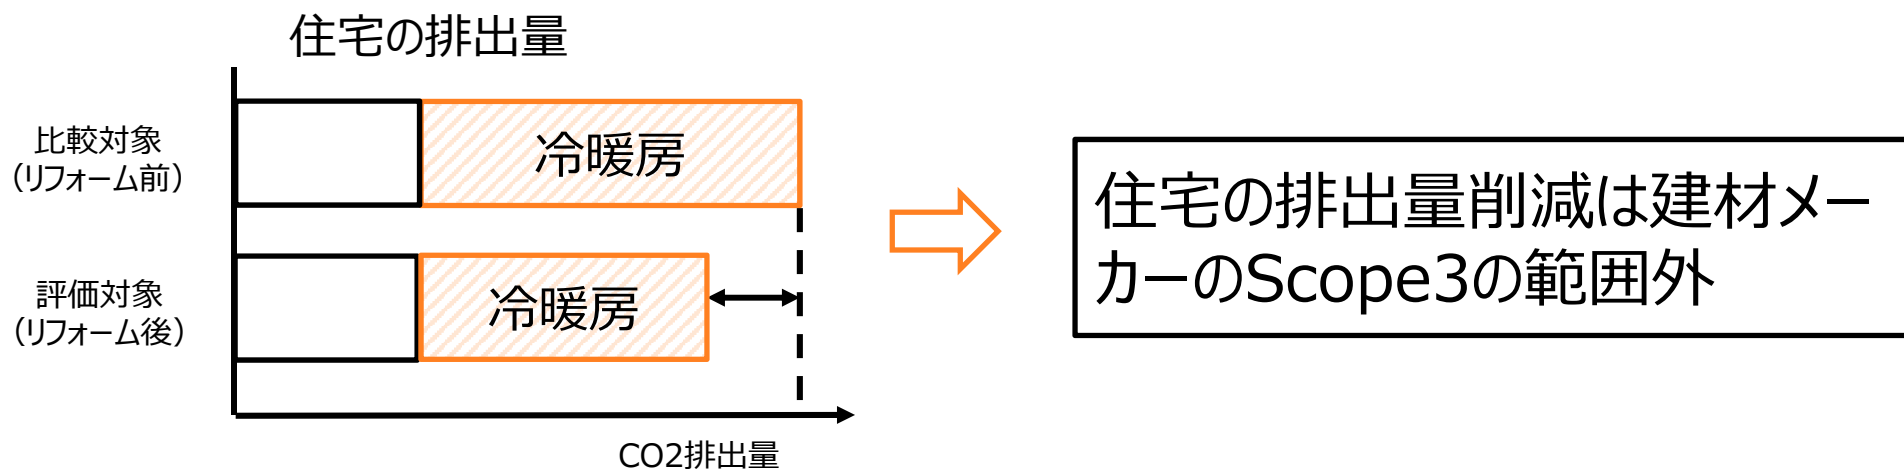 住宅の排出量
比較対象
（リフォーム前）
冷暖房
評価対象
（リフォーム後）
冷暖房
CO2排出量
住宅の排出量削減は建材メー
カーのScope3の範囲外